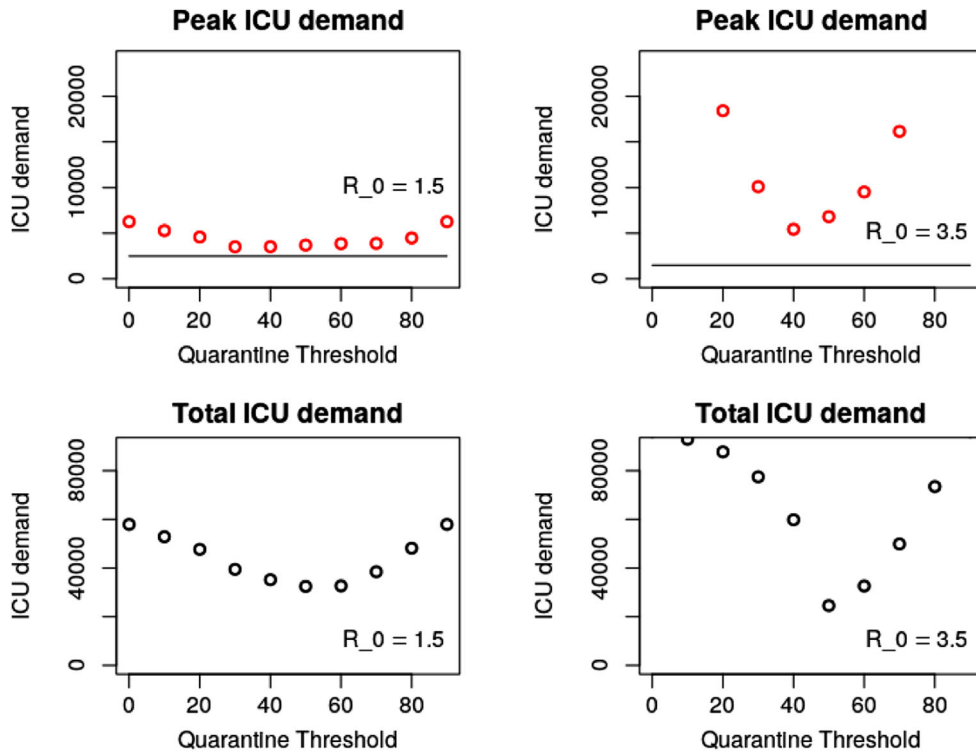 Peak ICU demand
ICU demand
20000
10000
0
R_0 = 1.5
0 20 40 60 80
Quarantine Threshold
Peak ICU demand
ICU demand
20000
10000
0
R_0 = 3.5
0 20 40 60 80
Quarantine Threshold
Total ICU demand
ICU demand
80000
40000
0
R_0 = 1.5
0 20 40 60 80
Quarantine Threshold
Total ICU demand
ICU demand
80000
40000
0
R_0 = 3.5
0 20 40 60 80
Quarantine Threshold